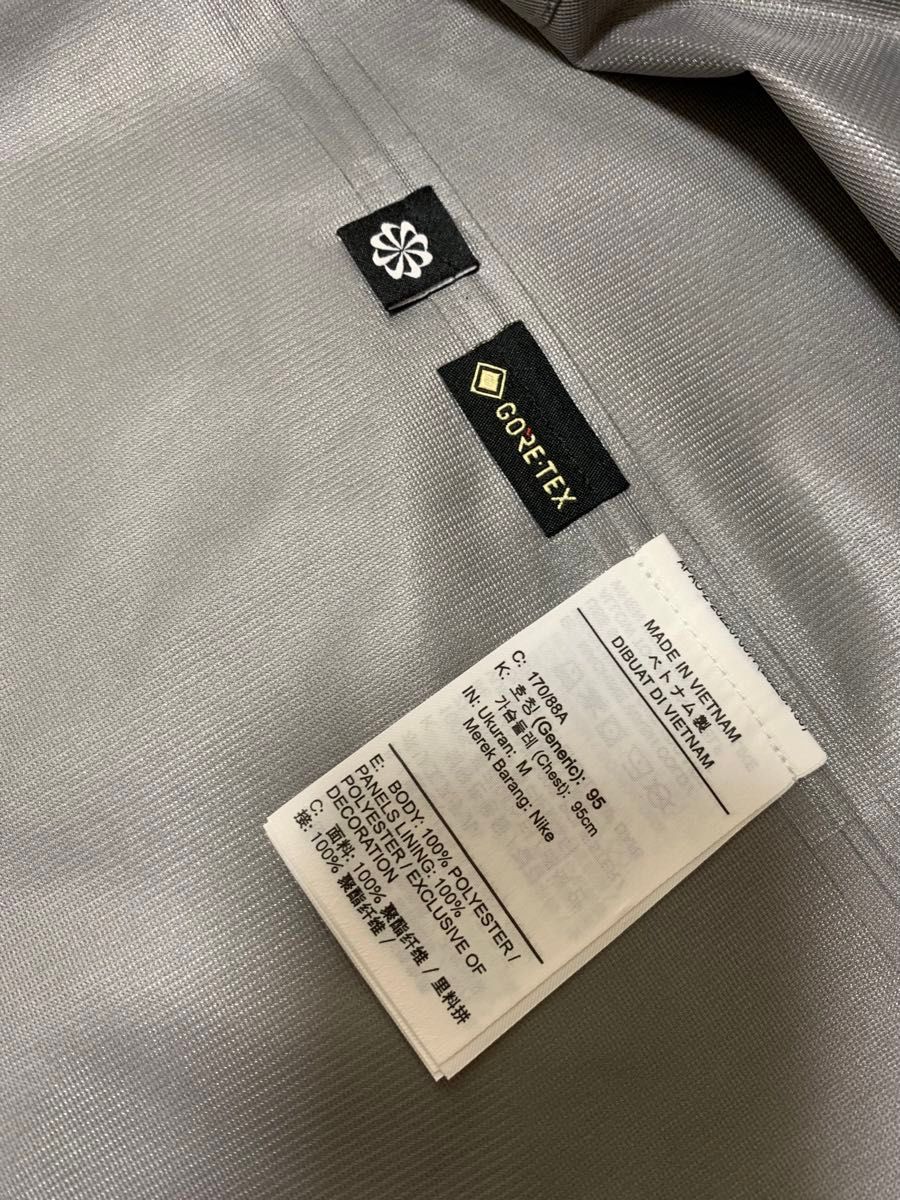 GORE-TEX
MADE IN VIETNAM
ベトナム製
DIBUAT DI VIETNAM
C: 170/88A
K: 호칭 (Generic): 95
가슴둘레 (Chest): 95cm
IN: Ukuran: M
Merek Barang: Nike
E: BODY: 100% POLYESTER /
PANELS LINING: 100%
POLYESTER / EXCLUSIVE OF
DECORATION
C: 面料: 100% 聚酯纤维 / 里料拼
接: 100% 聚酯纤维 /